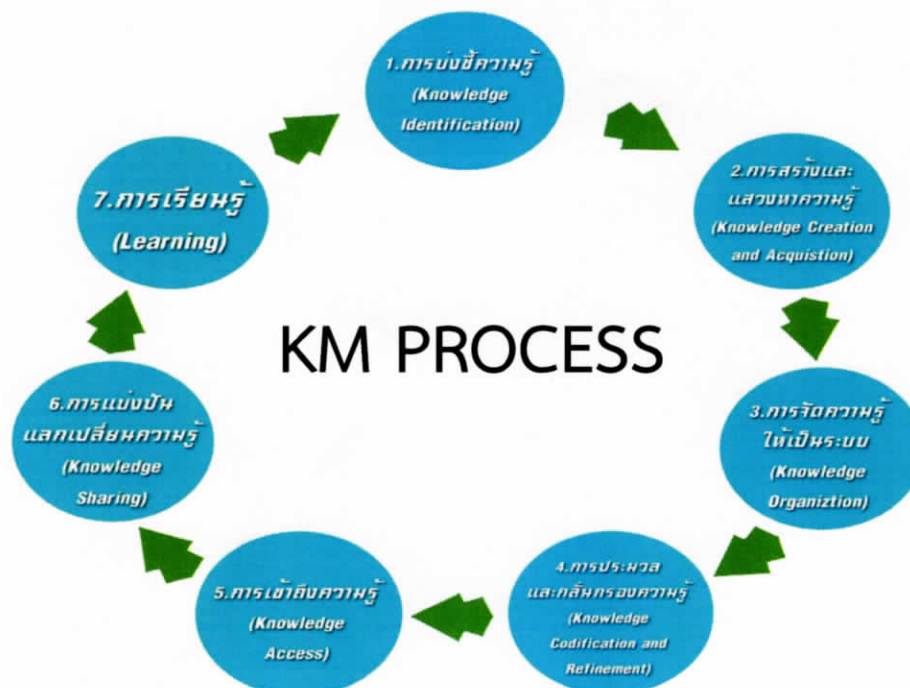 1.การบ่งชี้ความรู้
(Knowledge
Identification)
2.การสร้างและ
แสวงหาความรู้
(Knowledge Creation
and Acquistion)
3.การจัดความรู้
ให้เป็นระบบ
(Knowledge
Organiztion)
4.การประมวล
และกลั่นกรองความรู้
(Knowledge
Codification and
Refinement)
5.การเข้าถึงความรู้
(Knowledge
Access)
6.การแบ่งปัน
แลกเปลี่ยนความรู้
(Knowledge
Sharing)
7.การเรียนรู้
(Learning)
KM PROCESS